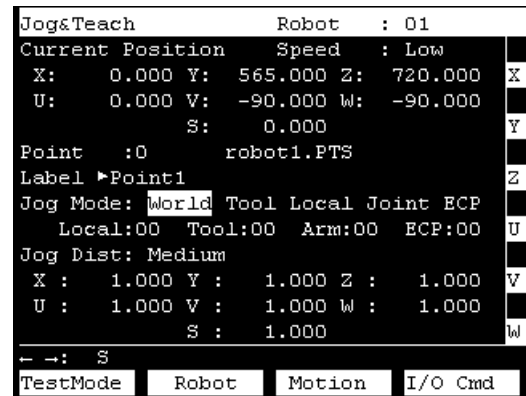 Jog&Teach Robot : 01
Current Position Speed : Low
X: 0.000 Y: 565.000 Z: 720.000 X
U: 0.000 V: -90.000 W: -90.000
S: 0.000 Y
Point :0 robot1.PTS
Label ▶Point1 Z
Jog Mode: World Tool Local Joint ECP
Local:00 Tool:00 Arm:00 ECP:00 U
Jog Dist: Medium
X : 1.000 Y : 1.000 Z : 1.000 V
U : 1.000 V : 1.000 W : 1.000
S : 1.000 W
← →: S
TestMode Robot Motion I/O Cmd